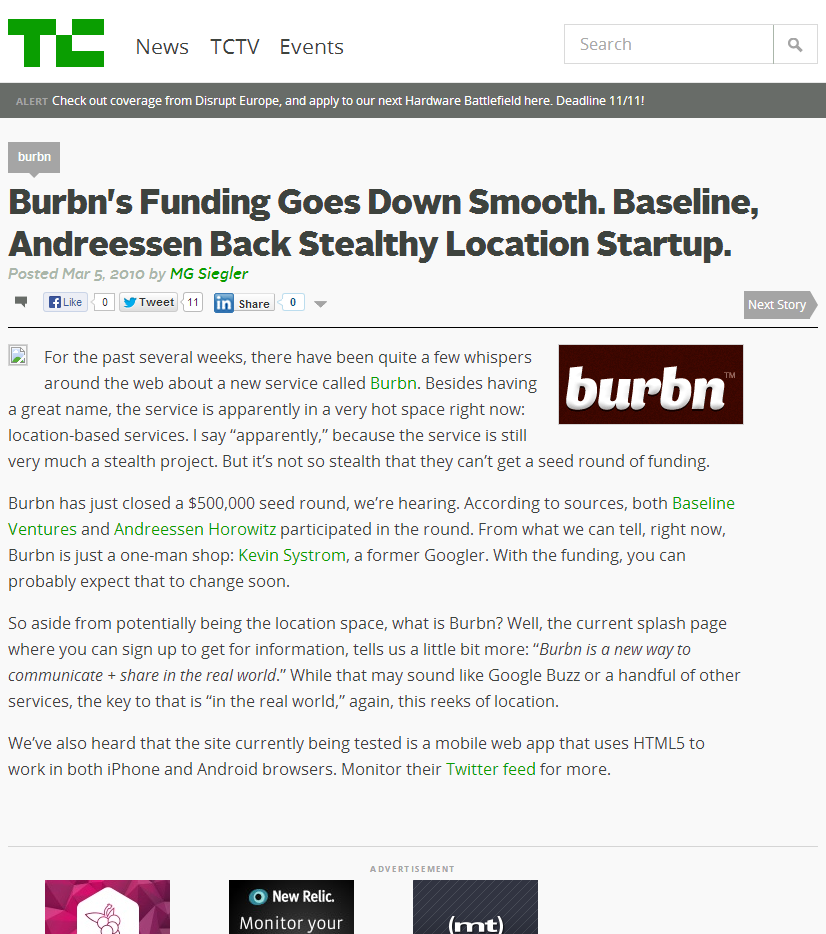 TC
News TCTV Events
Search
ALERT Check out coverage from Disrupt Europe, and apply to our next Hardware Battlefield here. Deadline 11/11!
burbn
Burbn's Funding Goes Down Smooth. Baseline,
Andreessen Back Stealthy Location Startup.
Posted Mar 5, 2010 by MG Siegler
Like 0 Tweet 11 in Share 0
Next Story
For the past several weeks, there have been quite a few whispers
around the web about a new service called Burbn. Besides having
a great name, the service is apparently in a very hot space right now:
location-based services. I say “apparently,” because the service is still
very much a stealth project. But it’s not so stealth that they can’t get a seed round of funding.
burbn™
Burbn has just closed a $500,000 seed round, we’re hearing. According to sources, both Baseline
Ventures and Andreessen Horowitz participated in the round. From what we can tell, right now,
Burbn is just a one-man shop: Kevin Systrom, a former Googler. With the funding, you can
probably expect that to change soon.
So aside from potentially being the location space, what is Burbn? Well, the current splash page
where you can sign up to get for information, tells us a little bit more: “Burbn is a new way to
communicate + share in the real world.” While that may sound like Google Buzz or a handful of other
services, the key to that is “in the real world,” again, this reeks of location.
We’ve also heard that the site currently being tested is a mobile web app that uses HTML5 to
work in both iPhone and Android browsers. Monitor their Twitter feed for more.
ADVERTISEMENT
New Relic.
Monitor your
(mt)